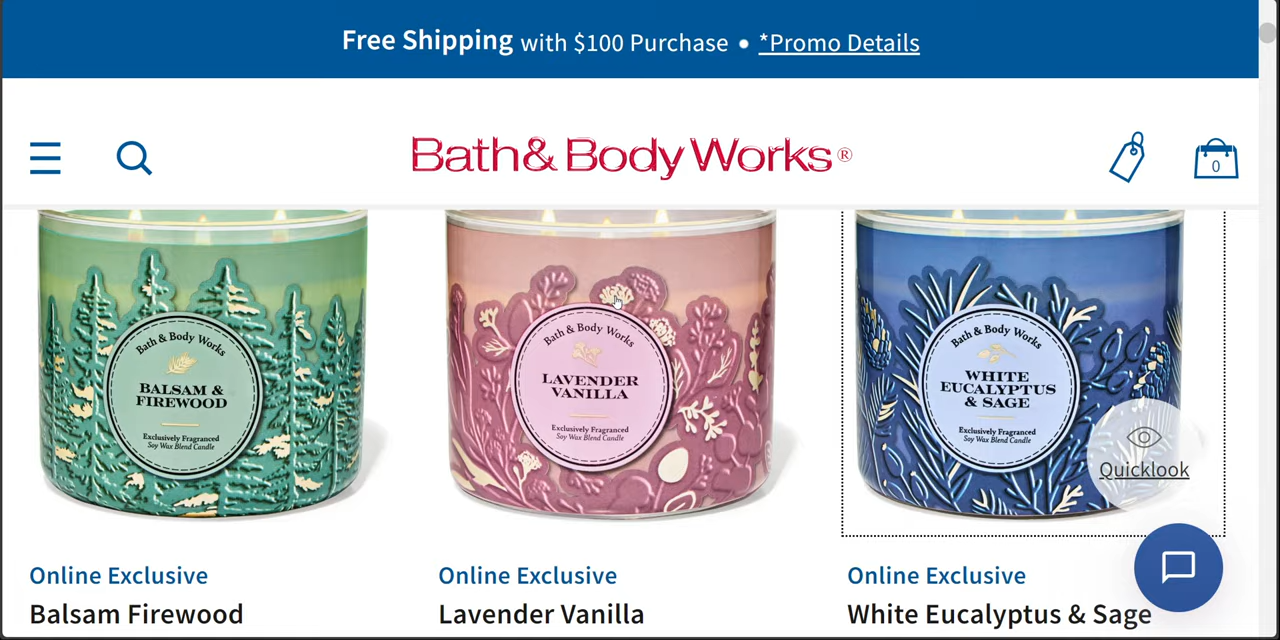 Free Shipping with $100 Purchase • *Promo Details
Bath & Body Works®
0
Bath & Body Works
BALSAM &
FIREWOOD
Exclusively Fragranced
Soy Wax Blend Candle
Bath & Body Works
LAVENDER
VANILLA
Exclusively Fragranced
Soy Wax Blend Candle
Bath & Body Works
WHITE
EUCALYPTUS
& SAGE
Exclusively Fragranced
Soy Wax Blend Candle
Quicklook
Online Exclusive
Balsam Firewood
Online Exclusive
Lavender Vanilla
Online Exclusive
White Eucalyptus & Sage